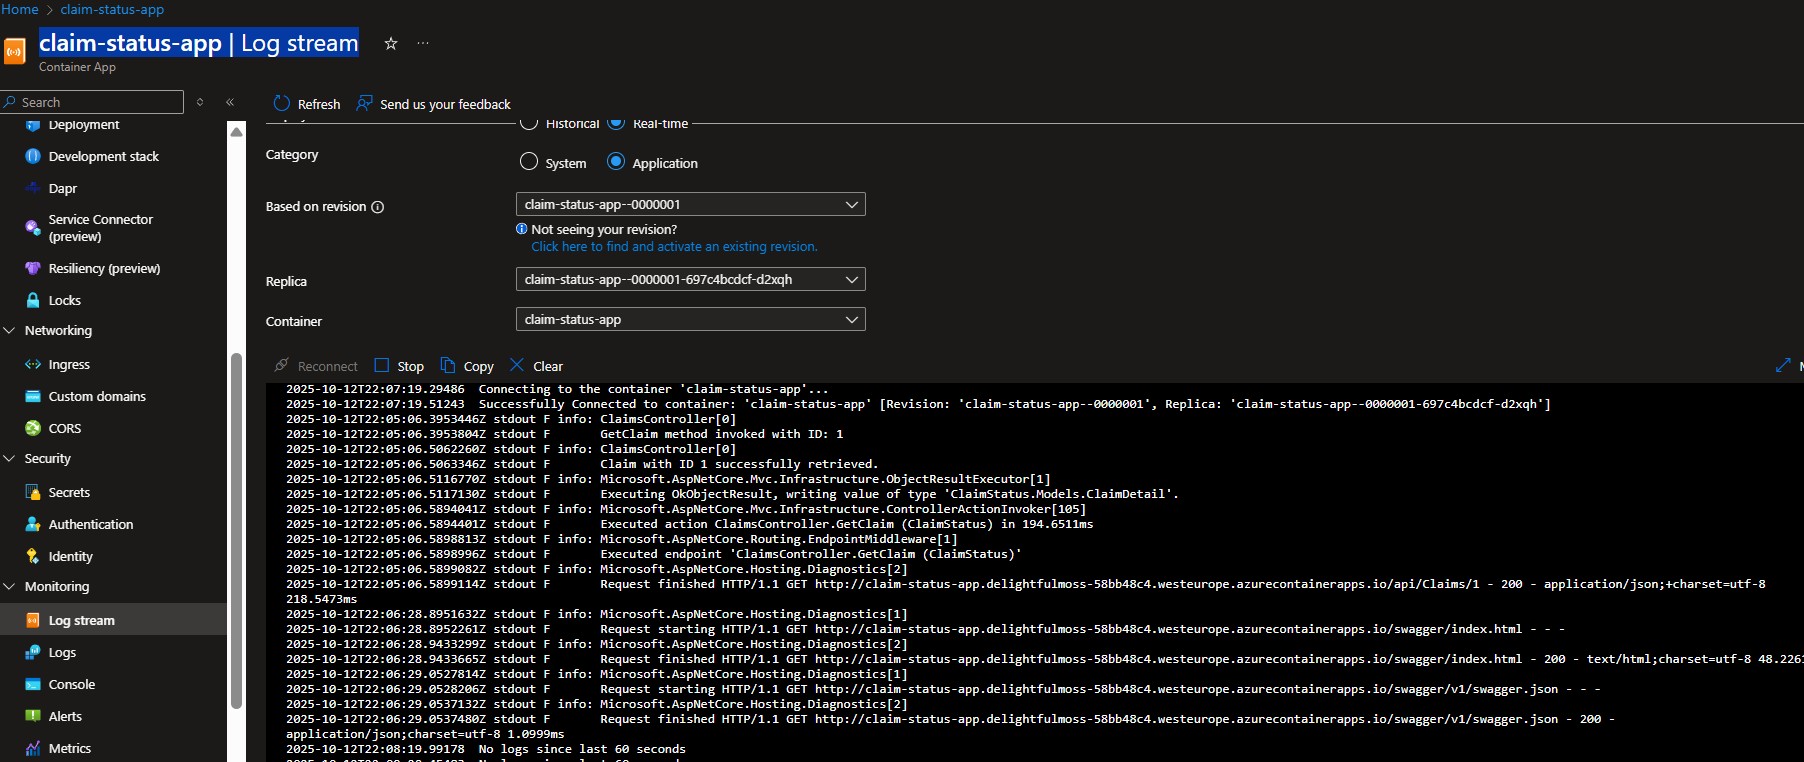 Home > claim-status-app
claim-status-app | Log stream
Container App
Search
Refresh
Send us your feedback
Deployment
Development stack
Dapr
Service Connector
(preview)
Resiliency (preview)
Locks
Networking
Ingress
Custom domains
CORS
Security
Secrets
Authentication
Identity
Monitoring
Log stream
Logs
Console
Alerts
Metrics
Historical Real-time
Category System Application
Based on revision claim-status-app--0000001
Not seeing your revision?
Click here to find and activate an existing revision.
Replica claim-status-app--0000001-697c4bcdcf-d2xqh
Container claim-status-app
Reconnect Stop Copy Clear
2025-10-12T22:07:19.29486 Connecting to the container 'claim-status-app'...
2025-10-12T22:07:19.51243 Successfully Connected to container: 'claim-status-app' [Revision: 'claim-status-app--0000001', Replica: 'claim-status-app--0000001-697c4bcdcf-d2xqh']
2025-10-12T22:05:06.3953446Z stdout F info: ClaimsController[0]
2025-10-12T22:05:06.3953804Z stdout F GetClaim method invoked with ID: 1
2025-10-12T22:05:06.5062260Z stdout F info: ClaimsController[0]
2025-10-12T22:05:06.5063346Z stdout F Claim with ID 1 successfully retrieved.
2025-10-12T22:05:06.5116770Z stdout F info: Microsoft.AspNetCore.Mvc.Infrastructure.ObjectResultExecutor[1]
2025-10-12T22:05:06.5117130Z stdout F Executing OkObjectResult, writing value of type 'ClaimStatus.Models.ClaimDetail'.
2025-10-12T22:05:06.5894041Z stdout F info: Microsoft.AspNetCore.Mvc.Infrastructure.ControllerActionInvoker[105]
2025-10-12T22:05:06.5894401Z stdout F Executed action ClaimsController.GetClaim (ClaimStatus) in 194.6511ms
2025-10-12T22:05:06.5898813Z stdout F info: Microsoft.AspNetCore.Routing.EndpointMiddleware[1]
2025-10-12T22:05:06.5898996Z stdout F Executed endpoint 'ClaimsController.GetClaim (ClaimStatus)'
2025-10-12T22:05:06.5899082Z stdout F info: Microsoft.AspNetCore.Hosting.Diagnostics[2]
2025-10-12T22:05:06.5899114Z stdout F Request finished HTTP/1.1 GET http://claim-status-app.delightfulmoss-58bb48c4.westeurope.azurecontainerapps.io/api/Claims/1 - 200 - application/json;+charset=utf-8
218.5473ms
2025-10-12T22:06:28.8951632Z stdout F info: Microsoft.AspNetCore.Hosting.Diagnostics[1]
2025-10-12T22:06:28.8952261Z stdout F Request starting HTTP/1.1 GET http://claim-status-app.delightfulmoss-58bb48c4.westeurope.azurecontainerapps.io/swagger/index.html - - -
2025-10-12T22:06:28.9433299Z stdout F info: Microsoft.AspNetCore.Hosting.Diagnostics[2]
2025-10-12T22:06:28.9433665Z stdout F Request finished HTTP/1.1 GET http://claim-status-app.delightfulmoss-58bb48c4.westeurope.azurecontainerapps.io/swagger/index.html - 200 - text/html;charset=utf-8
2025-10-12T22:06:29.0527814Z stdout F info: Microsoft.AspNetCore.Hosting.Diagnostics[1]
2025-10-12T22:06:29.0528206Z stdout F Request starting HTTP/1.1 GET http://claim-status-app.delightfulmoss-58bb48c4.westeurope.azurecontainerapps.io/swagger/v1/swagger.json - - -
2025-10-12T22:06:29.0537132Z stdout F info: Microsoft.AspNetCore.Hosting.Diagnostics[2]
2025-10-12T22:06:29.0537480Z stdout F Request finished HTTP/1.1 GET http://claim-status-app.delightfulmoss-58bb48c4.westeurope.azurecontainerapps.io/swagger/v1/swagger.json - 200 -
application/json;charset=utf-8 1.0999ms
2025-10-12T22:08:19.99178 No logs since last 60 seconds